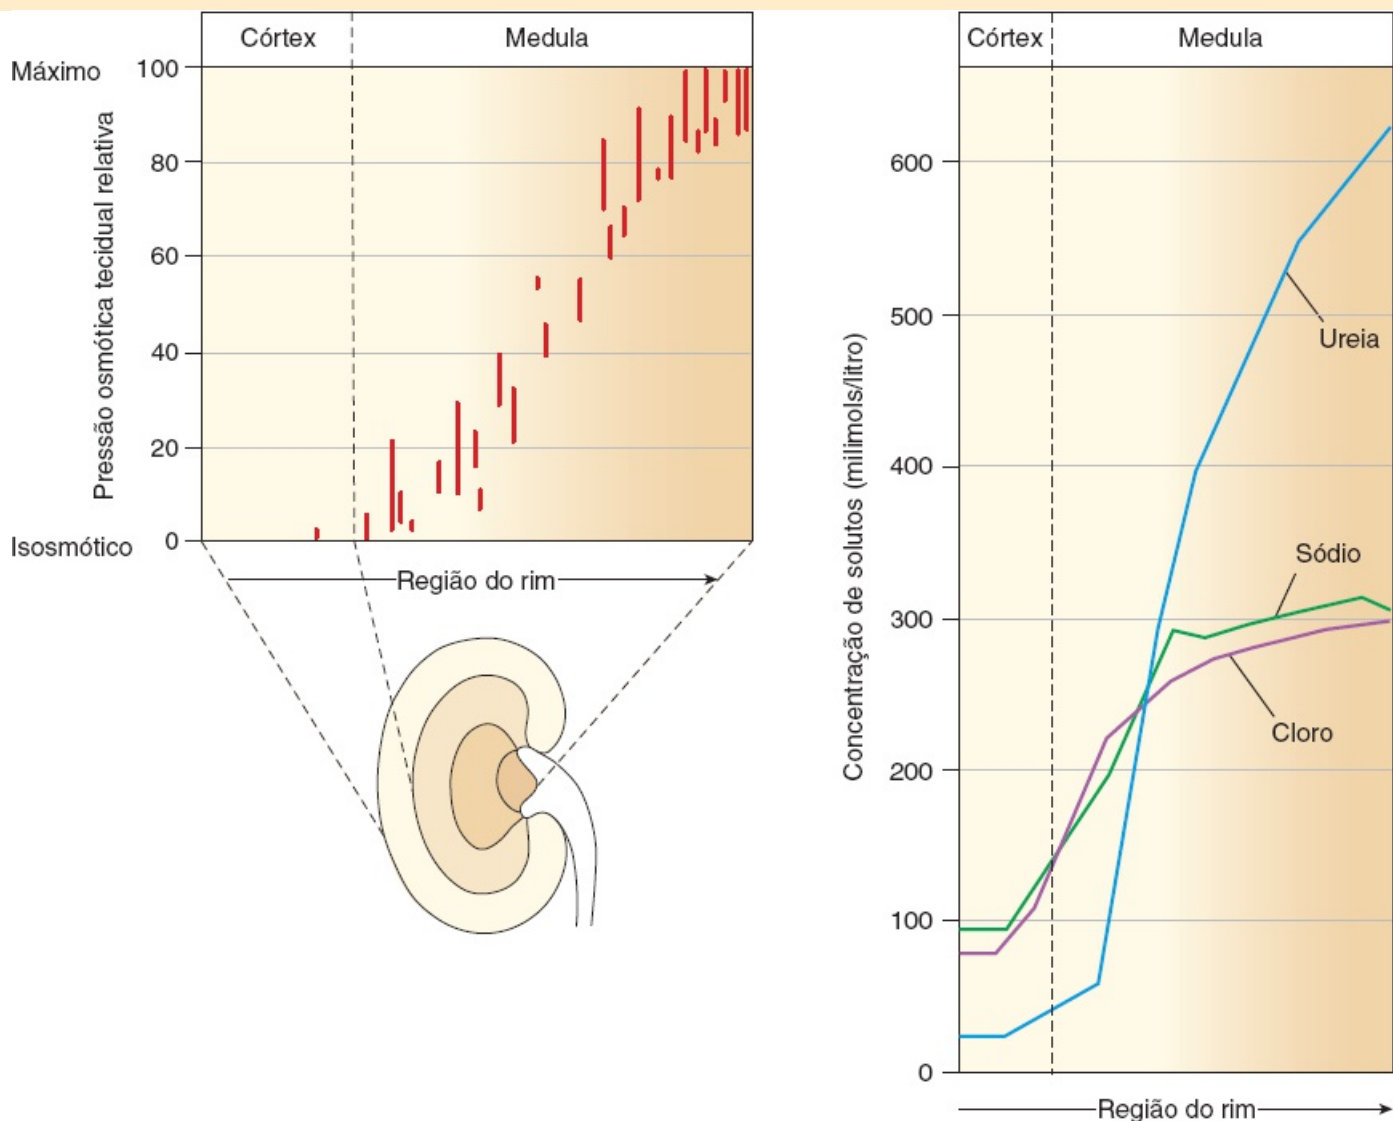 Córtex
Medula
Máximo
100
80
60
40
20
0
Isosmótico
Pressão osmótica tecidual relativa
Região do rim
Córtex
Medula
600
500
400
300
200
100
0
Concentração de solutos (milimols/litro)
Ureia
Sódio
Cloro
Região do rim